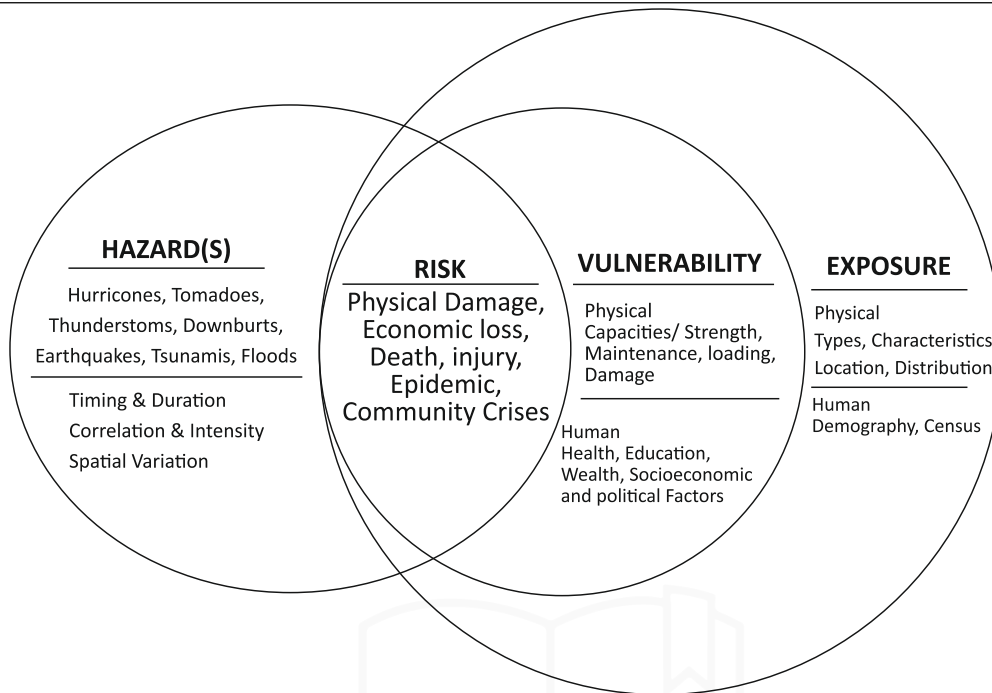 HAZARD(S)
Hurricones, Tomadoes,
Thunderstoms, Downburts,
Earthquakes, Tsunamis, Floods
Timing & Duration
Correlation & Intensity
Spatial Variation
RISK
Physical Damage,
Economic loss,
Death, injury,
Epidemic,
Community Crises
VULNERABILITY
Physical
Capacities/ Strength,
Maintenance, loading,
Damage
Human
Health, Education,
Wealth, Socioeconomic
and political Factors
EXPOSURE
Physical
Types, Characteristics
Location, Distribution
Human
Demography, Census